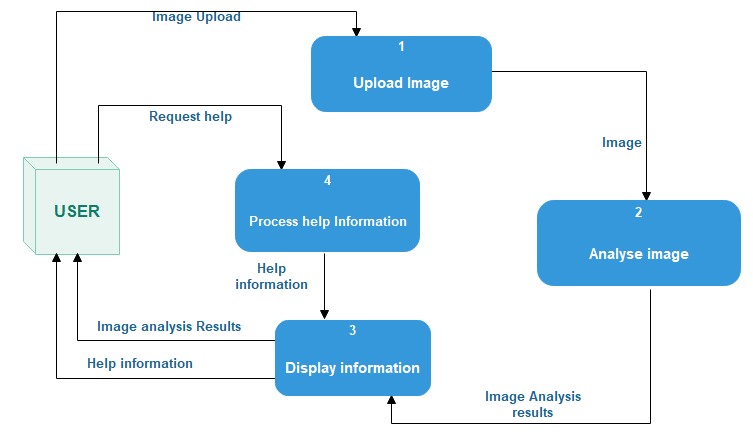 Image Upload
1
Upload Image
Request help
Image
4
Process help Information
USER
2
Analyse image
Help
information
Image analysis Results
3
Help information
Display information
Image Analysis
results